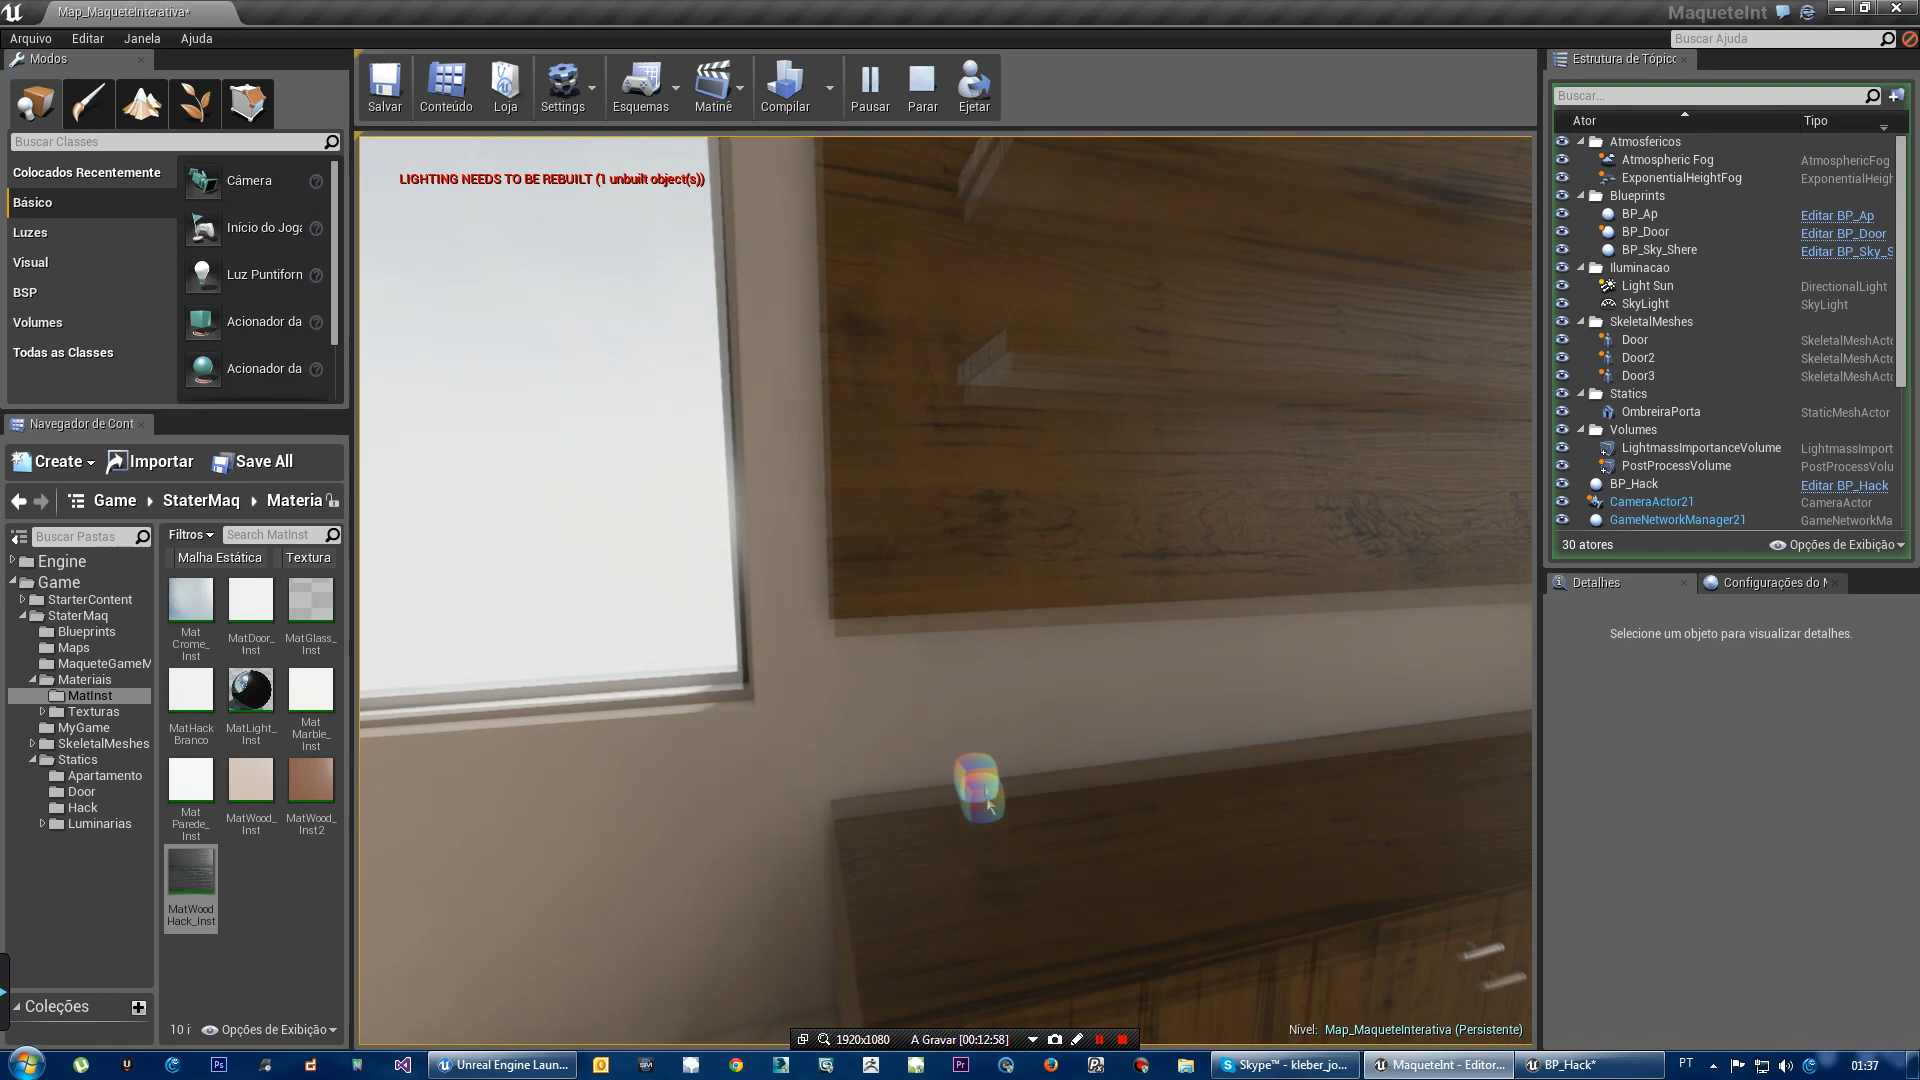 Map_MaqueteInterativa*
MaqueteInt
Arquivo Editar Janela Ajuda
Buscar Ajuda
Modos
Buscar Classes
Colocados Recentemente
Básico
Luzes
Visual
BSP
Volumes
Todas as Classes
Câmera
Início do Joga
Luz Puntiforn
Acionador da
Acionador da
Salvar
Conteúdo
Loja
Settings
Esquemas
Matinê
Compilar
Pausar
Parar
Ejetar
LIGHTING NEEDS TO BE REBUILT (1 unbuilt object(s))
Estrutura de Tópic
Buscar...
Ator Tipo
Atmosfericos
Atmospheric Fog AtmosphericFog
ExponentialHeightFog ExponentialHeigh
Blueprints
BP_Ap Editar BP_Ap
BP_Door Editar BP_Door
BP_Sky_Shere Editar BP_Sky_S
Iluminacao
Light Sun DirectionalLight
SkyLight SkyLight
SkeletalMeshes
Door SkeletalMeshActo
Door2 SkeletalMeshActo
Door3 SkeletalMeshActo
Statics
OmbreiraPorta StaticMeshActor
Volumes
LightmassImportanceVolume LightmassImport
PostProcessVolume PostProcessVolu
BP_Hack Editar BP_Hack
CameraActor21 CameraActor
GameNetworkManager21 GameNetworkMa
30 atores Opções de Exibição
Detalhes
Configurações do M
Selecione um objeto para visualizar detalhes.
Navegador de Cont
Create Importar Save All
Game StaterMaq Materia
Buscar Pastas
Engine
Game
StarterContent
StaterMaq
Blueprints
Maps
MaqueteGameM
Materiais
MatInst
Texturas
MyGame
SkeletalMeshes
Statics
Apartamento
Door
Hack
Luminarias
Coleções
Filtros
Search MatInst
Malha Estática Textura
Mat Crome_Inst
MatDoor_Inst
MatGlass_Inst
MatHack Branco
MatLight_Inst
Mat Marble_Inst
Mat Parede_Inst
MatWood_Inst
MatWood_Inst2
MatWood Hack_Inst
10 i Opções de Exibição
Nível: Map_MaqueteInterativa (Persistente)
1920x1080 A Gravar [00:12:58]
Unreal Engine Laun...
Skype™ - kleber_jo...
MaqueteInt - Editor...
BP_Hack*
PT
01:37